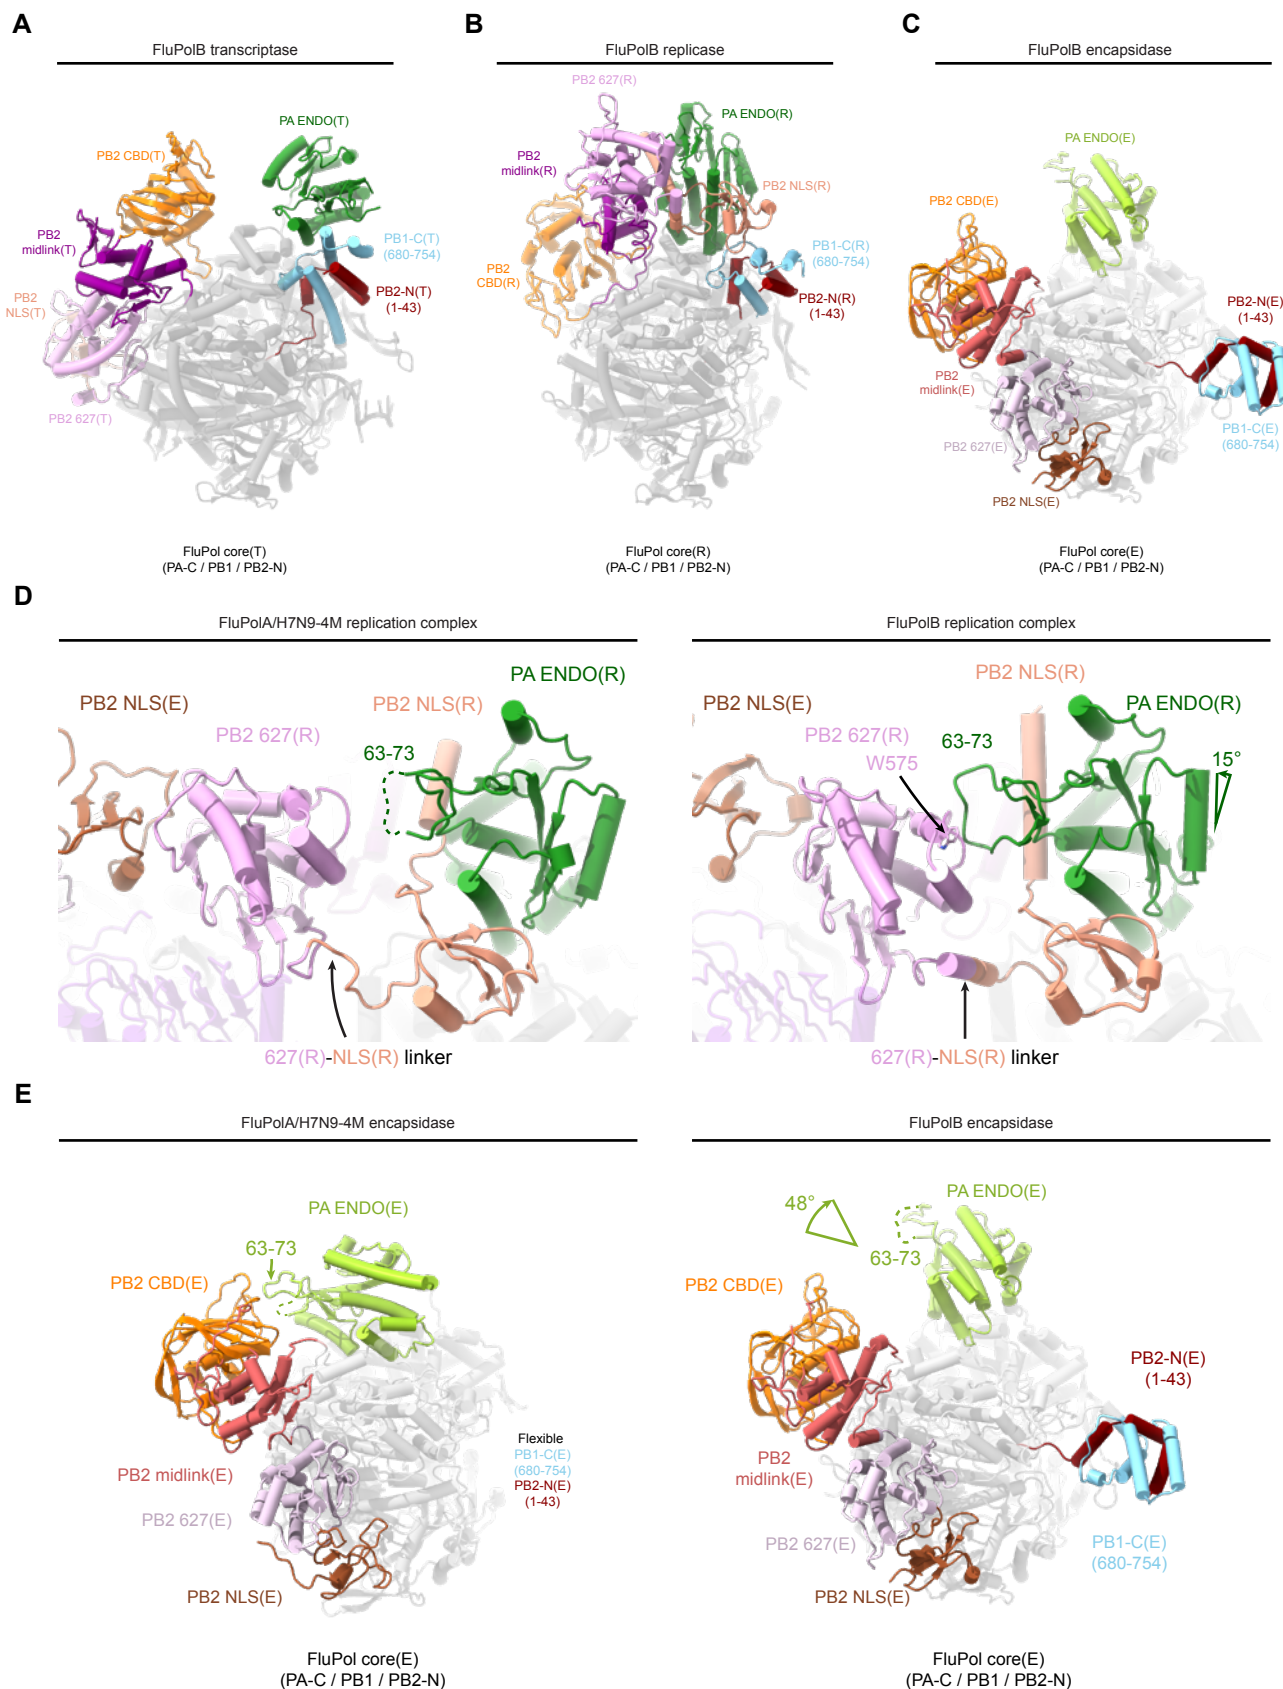 A
FluPolB transcriptase
PA ENDO(T)
PB2 CBD(T)
PB2
midlink(T)
PB1-C(T)
(680-754)
PB2
NLS(T)
PB2-N(T)
(1-43)
PB2 627(T)
FluPol core(T)
(PA-C / PB1 / PB2-N)
B
FluPolB replicase
PB2 627(R)
PA ENDO(R)
PB2
midlink(R)
PB2 NLS(R)
PB1-C(R)
(680-754)
PB2
CBD(R)
PB2-N(R)
(1-43)
FluPol core(R)
(PA-C / PB1 / PB2-N)
C
FluPolB encapsidase
PA ENDO(E)
PB2 CBD(E)
PB2-N(E)
(1-43)
PB2
midlink(E)
PB1-C(E)
(680-754)
PB2 627(E)
PB2 NLS(E)
FluPol core(E)
(PA-C / PB1 / PB2-N)
D
FluPolA/H7N9-4M replication complex
PA ENDO(R)
PB2 NLS(E)
PB2 NLS(R)
PB2 627(R)
63-73
627(R)-NLS(R) linker
FluPolB replication complex
PB2 NLS(R)
PB2 NLS(E)
PA ENDO(R)
PB2 627(R)
63-73
W575
15°
627(R)-NLS(R) linker
E
FluPolA/H7N9-4M encapsidase
PA ENDO(E)
63-73
PB2 CBD(E)
Flexible
PB1-C(E)
(680-754)
PB2-N(E)
(1-43)
PB2 midlink(E)
PB2 627(E)
PB2 NLS(E)
FluPol core(E)
(PA-C / PB1 / PB2-N)
FluPolB encapsidase
PA ENDO(E)
48°
63-73
PB2 CBD(E)
PB2-N(E)
(1-43)
PB2
midlink(E)
PB2 627(E)
PB1-C(E)
(680-754)
PB2 NLS(E)
FluPol core(E)
(PA-C / PB1 / PB2-N)